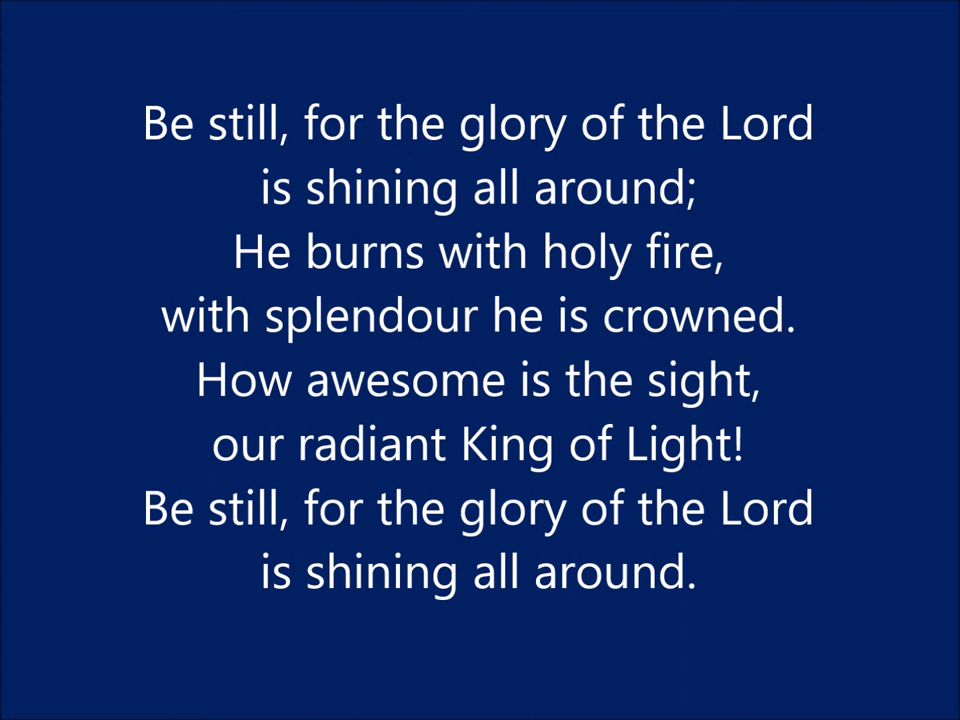 Be still, for the glory of the Lord
is shining all around;
He burns with holy fire,
with splendour he is crowned.
How awesome is the sight,
our radiant King of Light!
Be still, for the glory of the Lord
is shining all around.